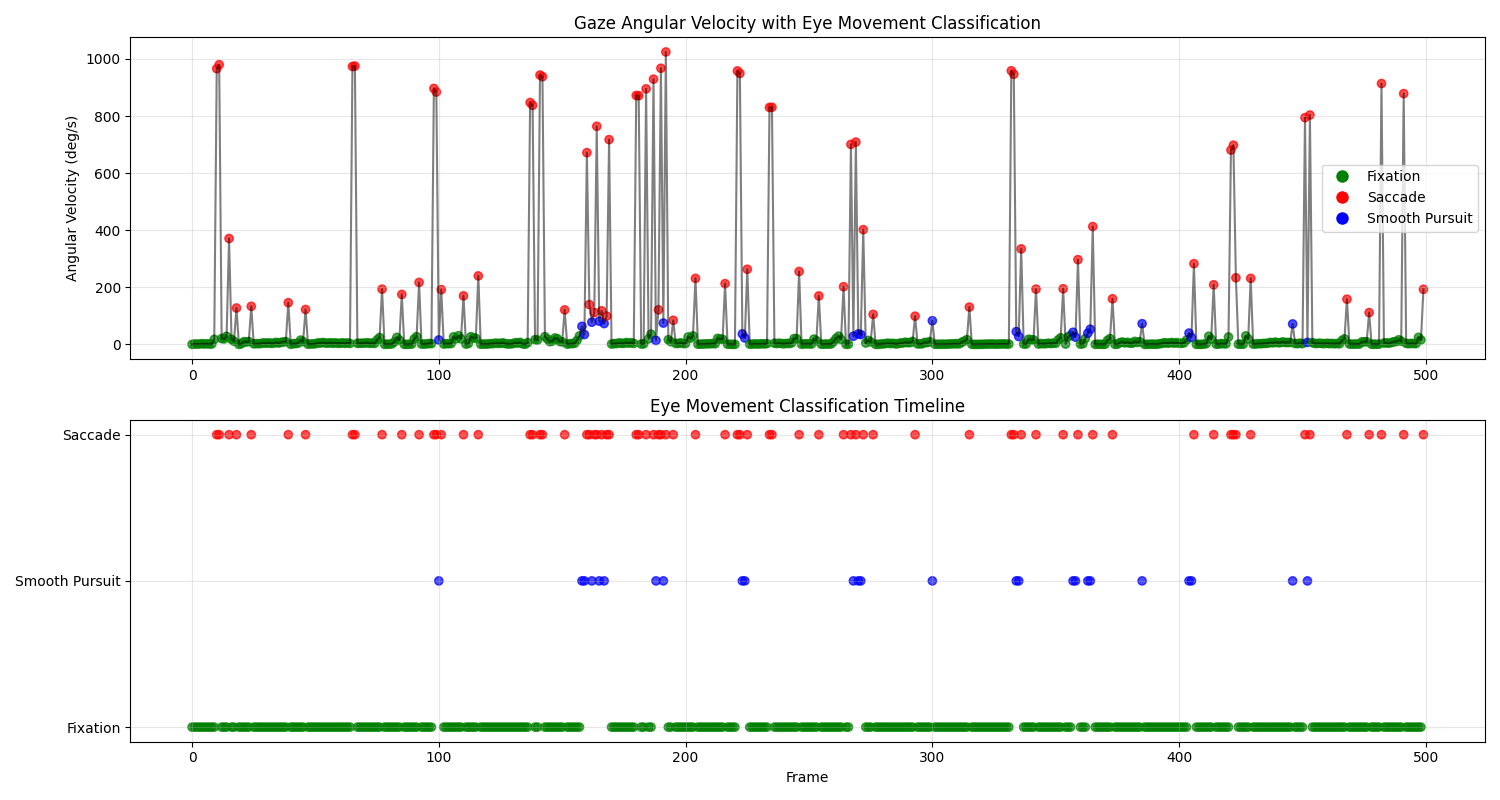 Gaze Angular Velocity with Eye Movement Classification
1000
800
600
400
200
0
Angular Velocity (deg/s)
Fixation
Saccade
Smooth Pursuit
0 100 200 300 400 500
Eye Movement Classification Timeline
Saccade
Smooth Pursuit
Fixation
0 100 200 300 400 500
Frame